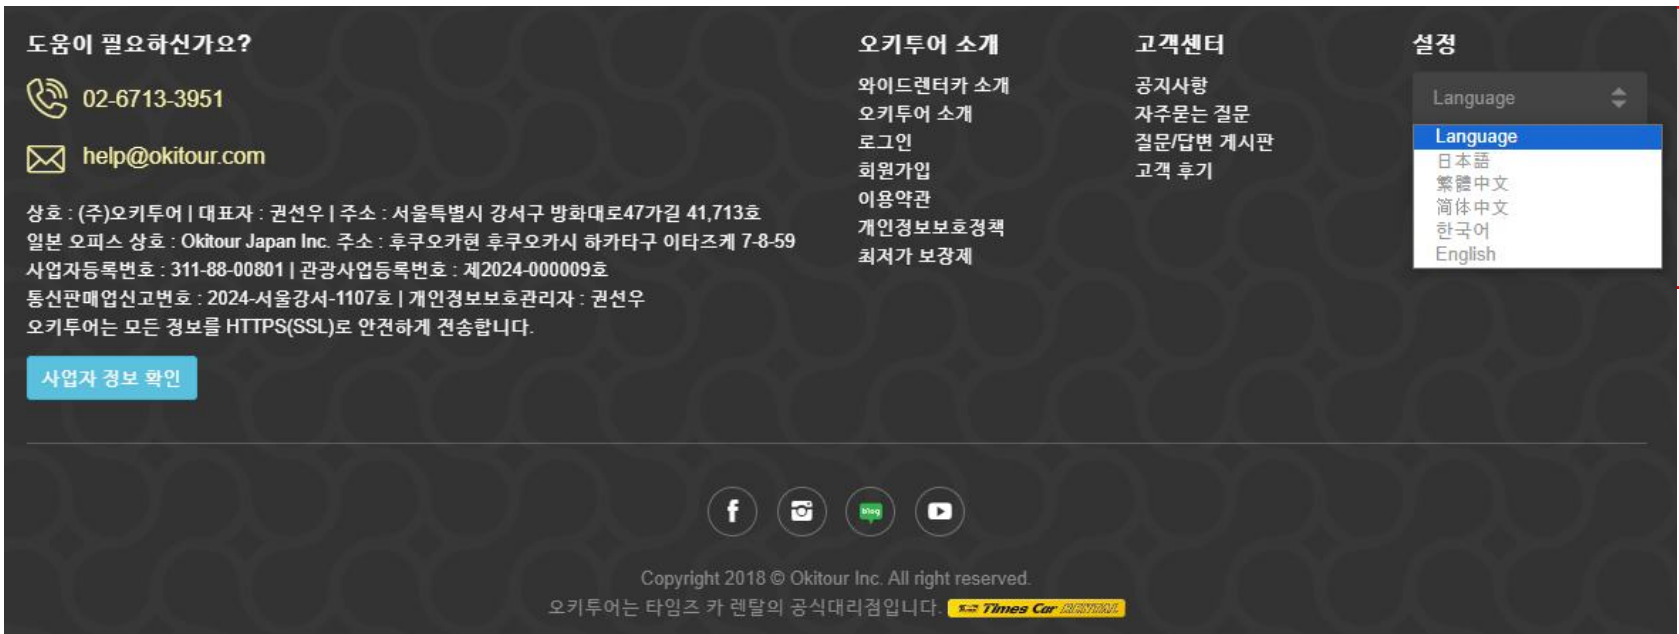 도움이 필요하신가요?
02-6713-3951
help@okitour.com
상호 : (주)오키투어 | 대표자 : 권선우 | 주소 : 서울특별시 강서구 방화대로47가길 41,713호
일본 오피스 상호 : Okitour Japan Inc. 주소 : 후쿠오카현 후쿠오카시 하카타구 이타즈케 7-8-59
사업자등록번호 : 311-88-00801 | 관광사업등록번호 : 제2024-000009호
통신판매업신고번호 : 2024-서울강서-1107호 | 개인정보보호관리자 : 권선우
오키투어는 모든 정보를 HTTPS(SSL)로 안전하게 전송합니다.
사업자 정보 확인
오키투어 소개
와이드렌터카 소개
오키투어 소개
로그인
회원가입
이용약관
개인정보보호정책
최저가 보장제
고객센터
공지사항
자주묻는 질문
질문/답변 게시판
고객 후기
설정
Language
Language
日本語
繁體中文
简体中文
한국어
English
blog
Copyright 2018 © Okitour Inc. All right reserved.
오키투어는 타임즈 카 렌탈의 공식대리점입니다. Times Car RENTAL